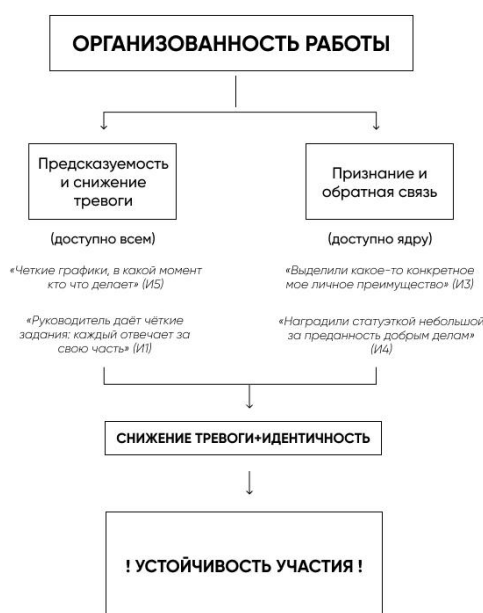 ОРГАНИЗОВАННОСТЬ РАБОТЫ
Предсказуемость
и снижение
тревоги
(доступно всем)
«Четкие графики, в какой момент
кто что делает» (И5)
«Руководитель даёт чёткие
задания: каждый отвечает за
свою часть» (И1)
Признание и
обратная связь
(доступно ядру)
«Выделили какое-то конкретное
мое личное преимущество» (И3)
«Наградили статуэткой небольшой
за преданность добрым делам»
(И4)
СНИЖЕНИЕ ТРЕВОГИ+ИДЕНТИЧНОСТЬ
! УСТОЙЧИВОСТЬ УЧАСТИЯ !